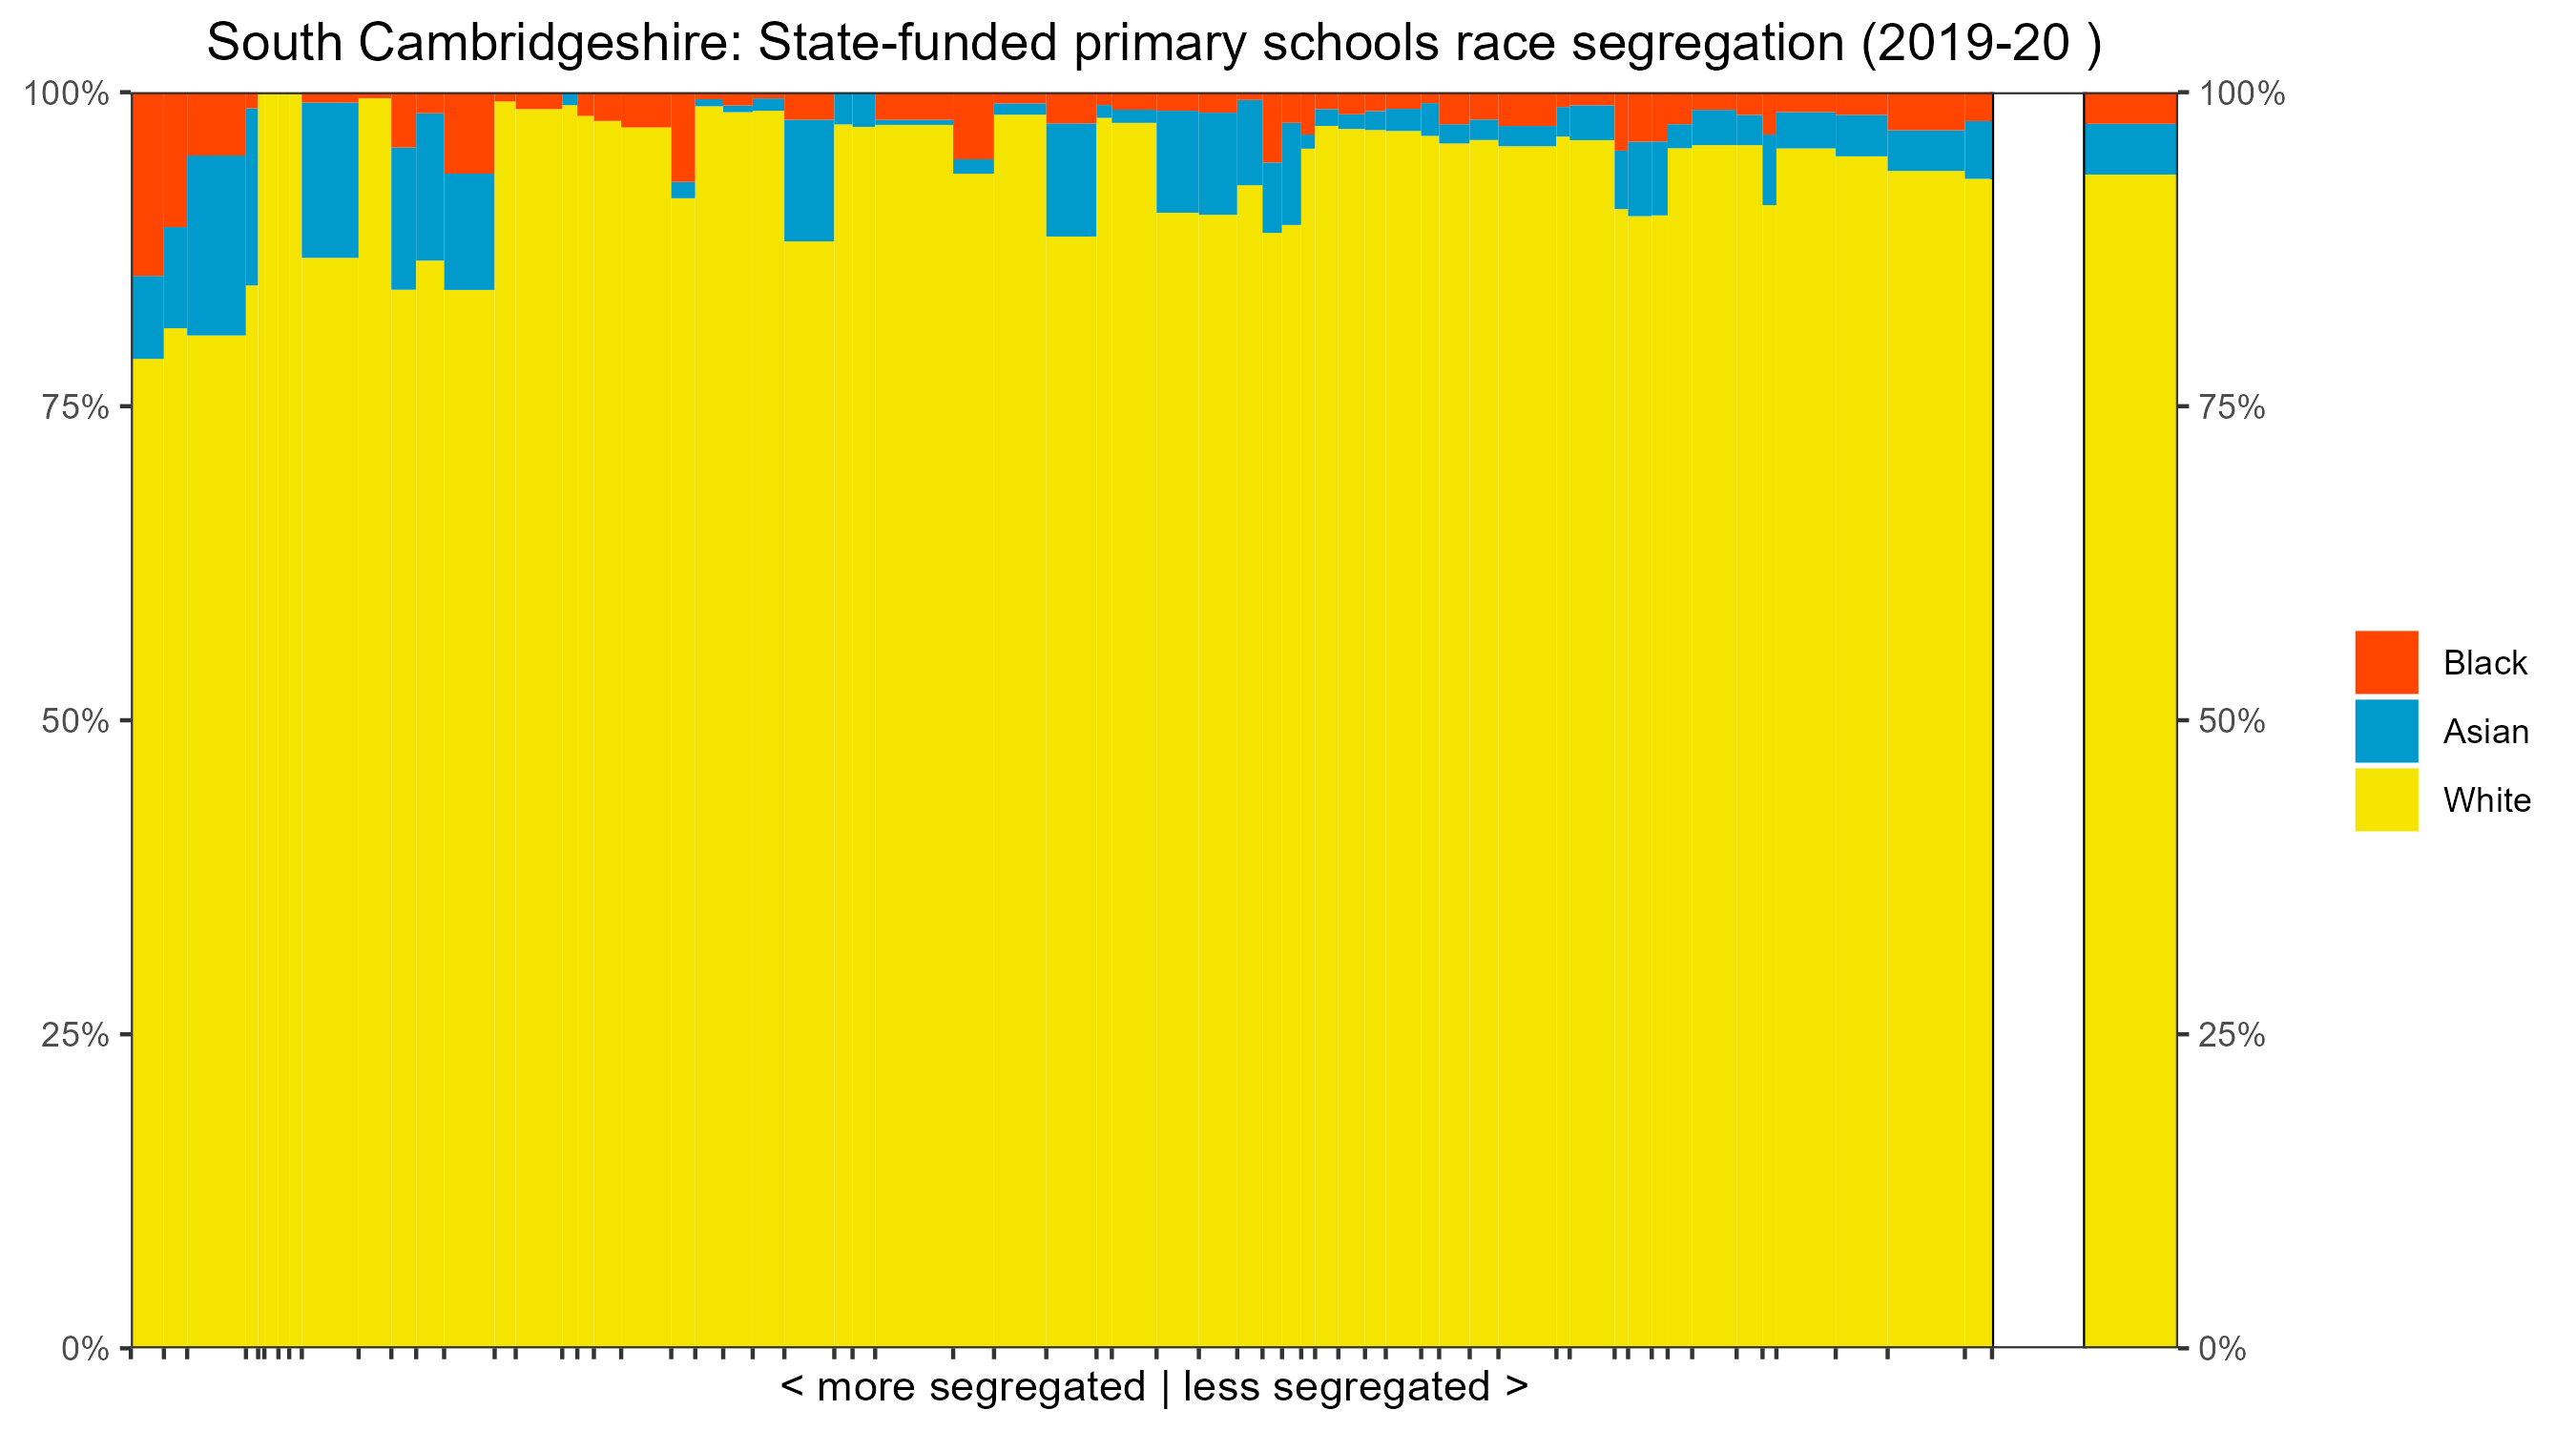 South Cambridgeshire: State-funded primary schools race segregation (2019-20 )
100%
75%
50%
25%
0%
100%
75%
50%
25%
0%
Black
Asian
White
< more segregated | less segregated >